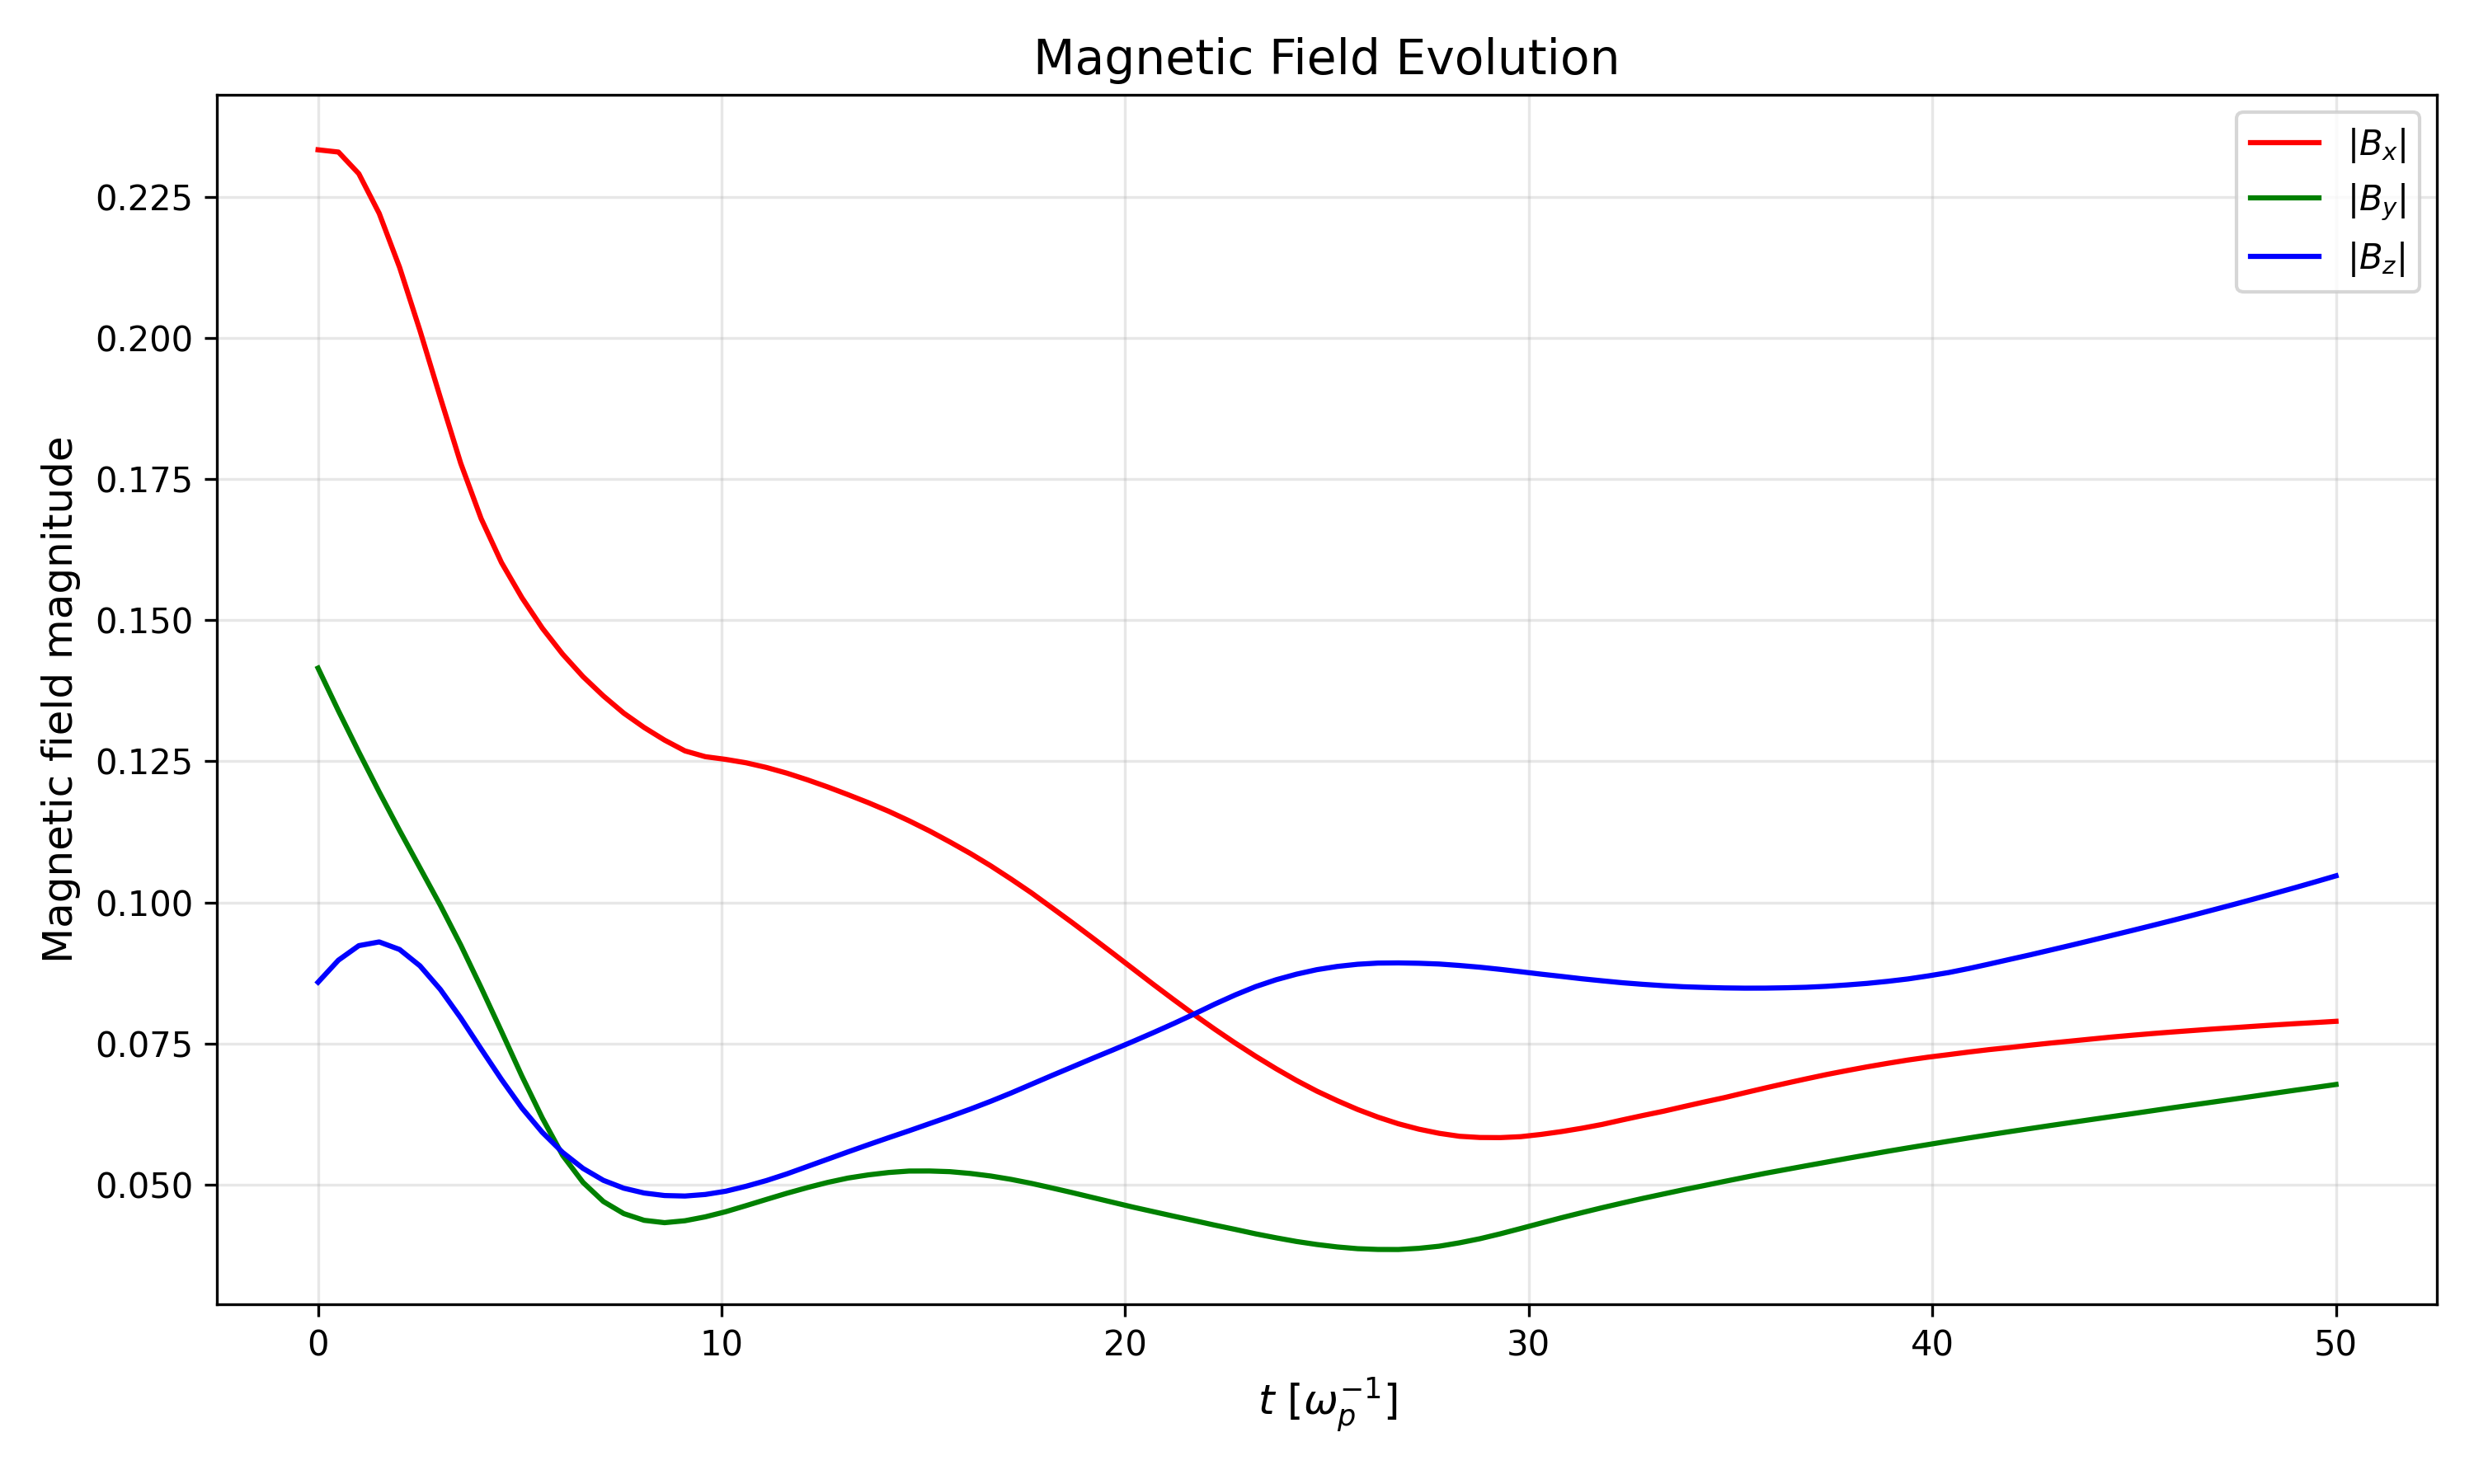 Magnetic Field Evolution
|Bₓ|
|B_y|
|B_z|
0.225
0.200
0.175
0.150
0.125
0.100
0.075
0.050
Magnetic field magnitude
0 10 20 30 40 50
t [ω_p^{-1}]